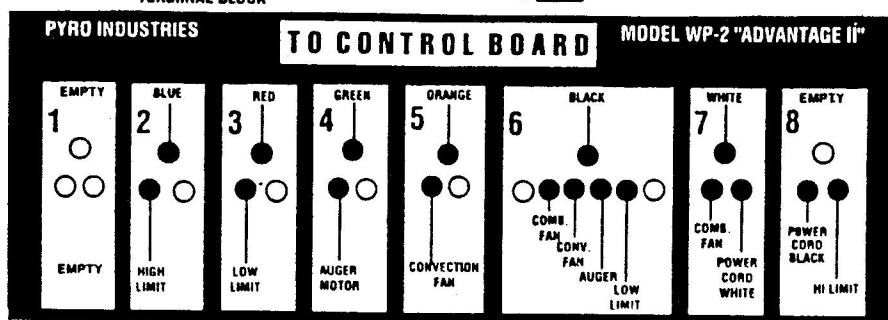 TERMINAL BLOCK
PYRO INDUSTRIES
TO CONTROL BOARD
MODEL WP-2 "ADVANTAGE II"
EMPTY
1
EMPTY
BLUE
2
HIGH
LIMIT
RED
3
LOW
LIMIT
GREEN
4
AUGER
MOTOR
ORANGE
5
CONVECTION
FAN
BLACK
6
COMB.
FAN
CONV.
FAN
AUGER
LOW
LIMIT
WHITE
7
COMB.
FAN
POWER
CORD
WHITE
EMPTY
8
POWER
CORD
BLACK
HI LIMIT